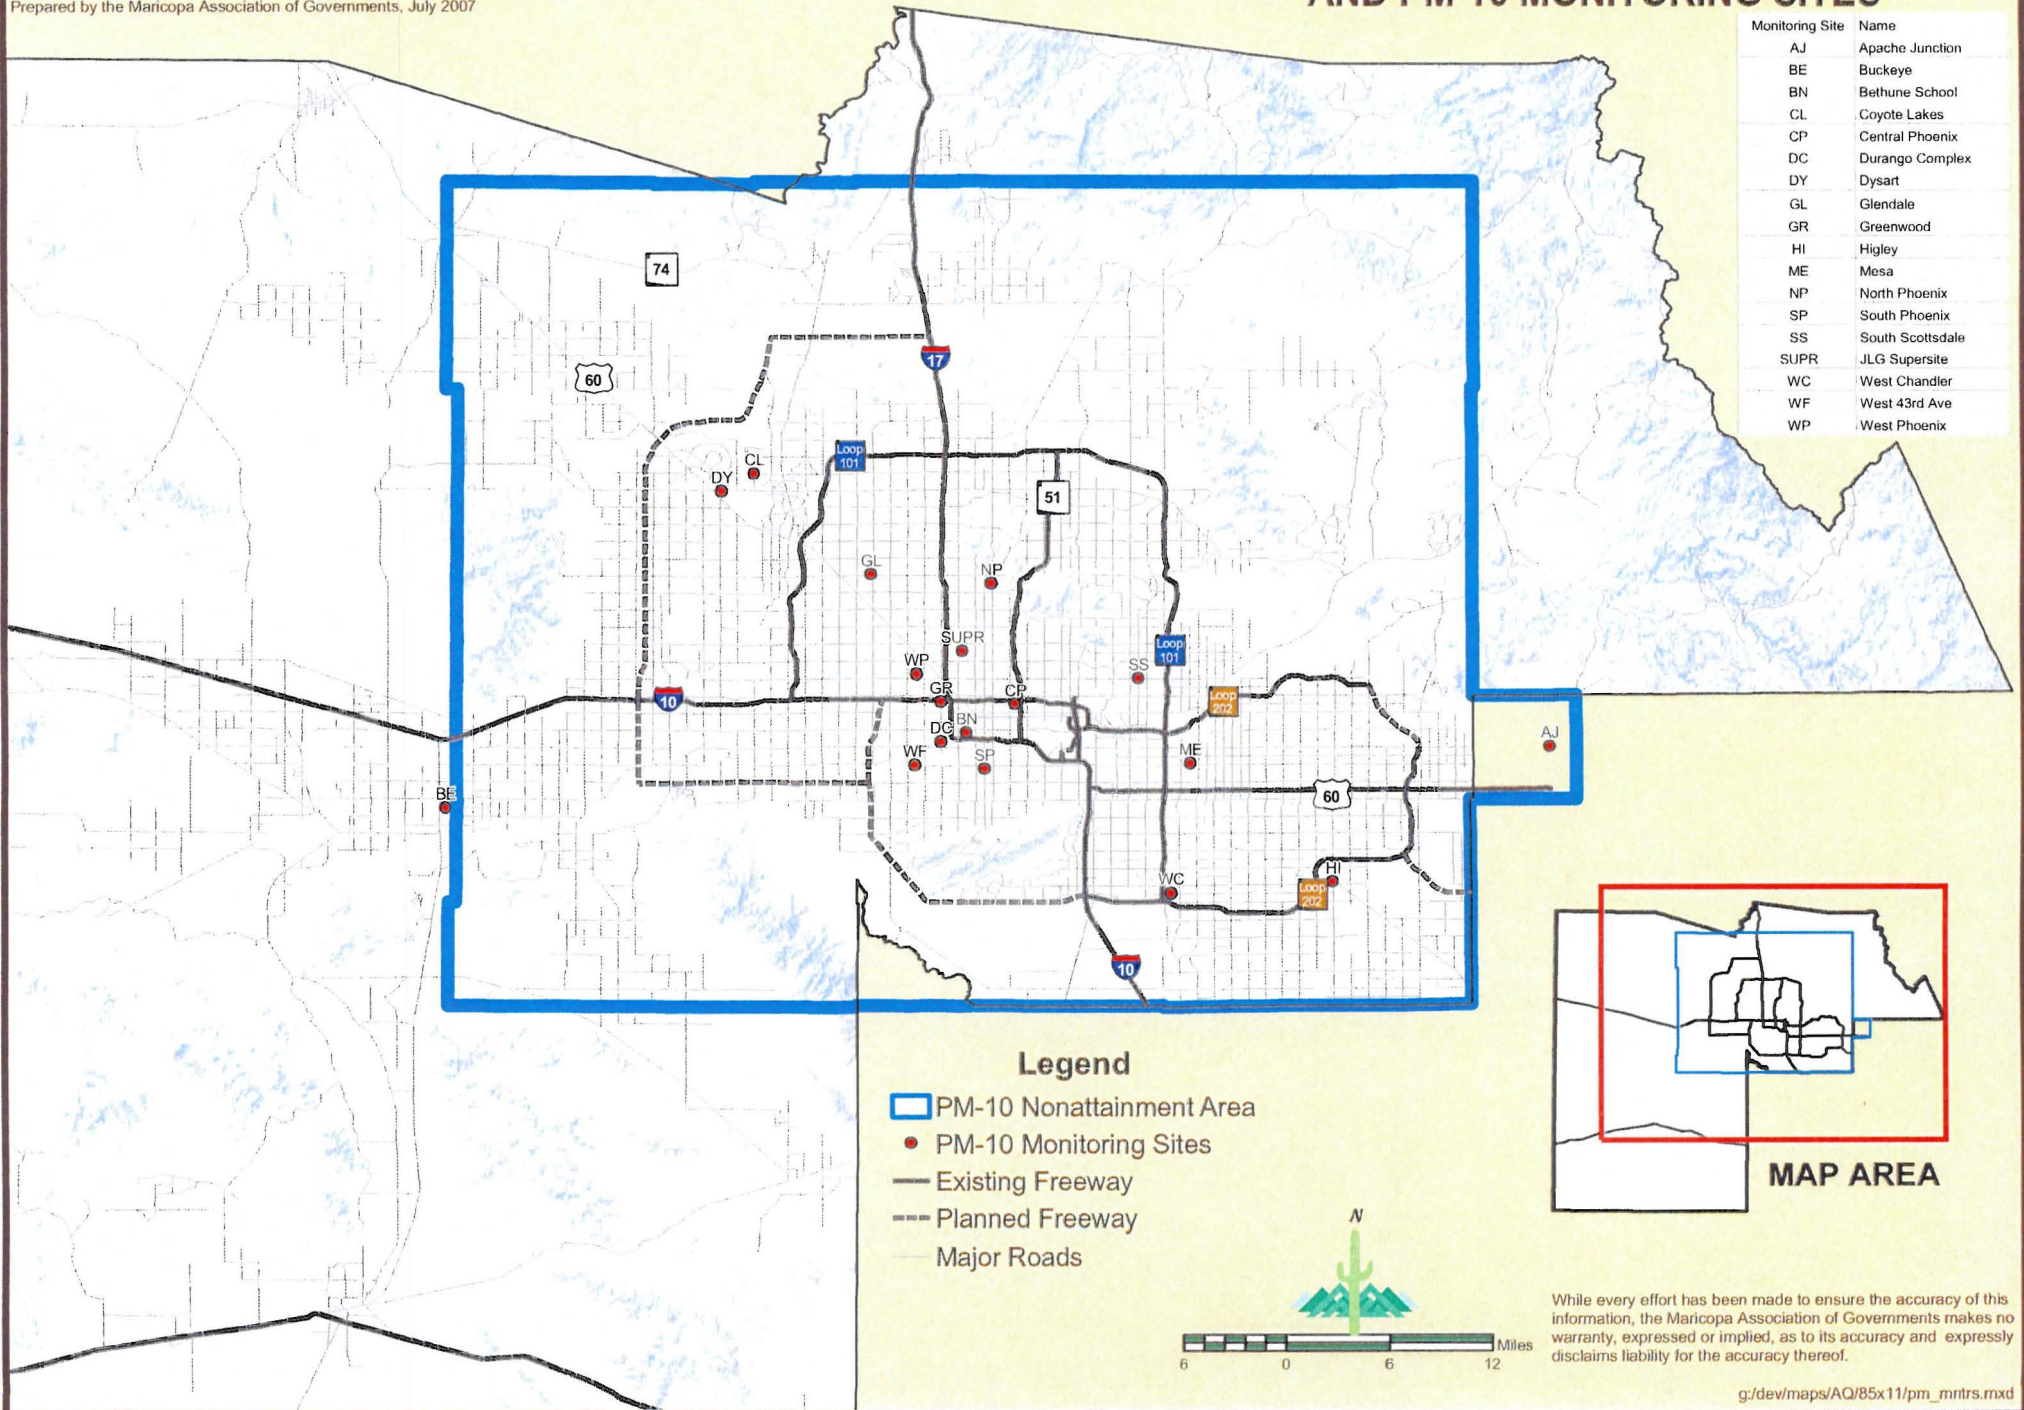 Prepared by the Maricopa Association of Governments, July 2007
AND PM-10 MONITORING SITES
Monitoring Site Name
AJ Apache Junction
BE Buckeye
BN Bethune School
CL Coyote Lakes
CP Central Phoenix
DC Durango Complex
DY Dysart
GL Glendale
GR Greenwood
HI Higley
ME Mesa
NP North Phoenix
SP South Phoenix
SS South Scottsdale
SUPR JLG Supersite
WC West Chandler
WF West 43rd Ave
WP West Phoenix
74
17
60
Loop
101
CL
DY
51
GL
NP
SUPR
Loop
101
WP
SS
GR
CP
10
Loop
202
BN
DC
AJ
WF
SP
ME
BE
60
WC
HI
Loop
202
10
Legend
PM-10 Nonattainment Area
PM-10 Monitoring Sites
Existing Freeway
Planned Freeway
Major Roads
MAP AREA
N
Miles
6 0 6 12
While every effort has been made to ensure the accuracy of this
information, the Maricopa Association of Governments makes no
warranty, expressed or implied, as to its accuracy and expressly
disclaims liability for the accuracy thereof.
g:/dev/maps/AQ/85x11/pm_mntrs.mxd